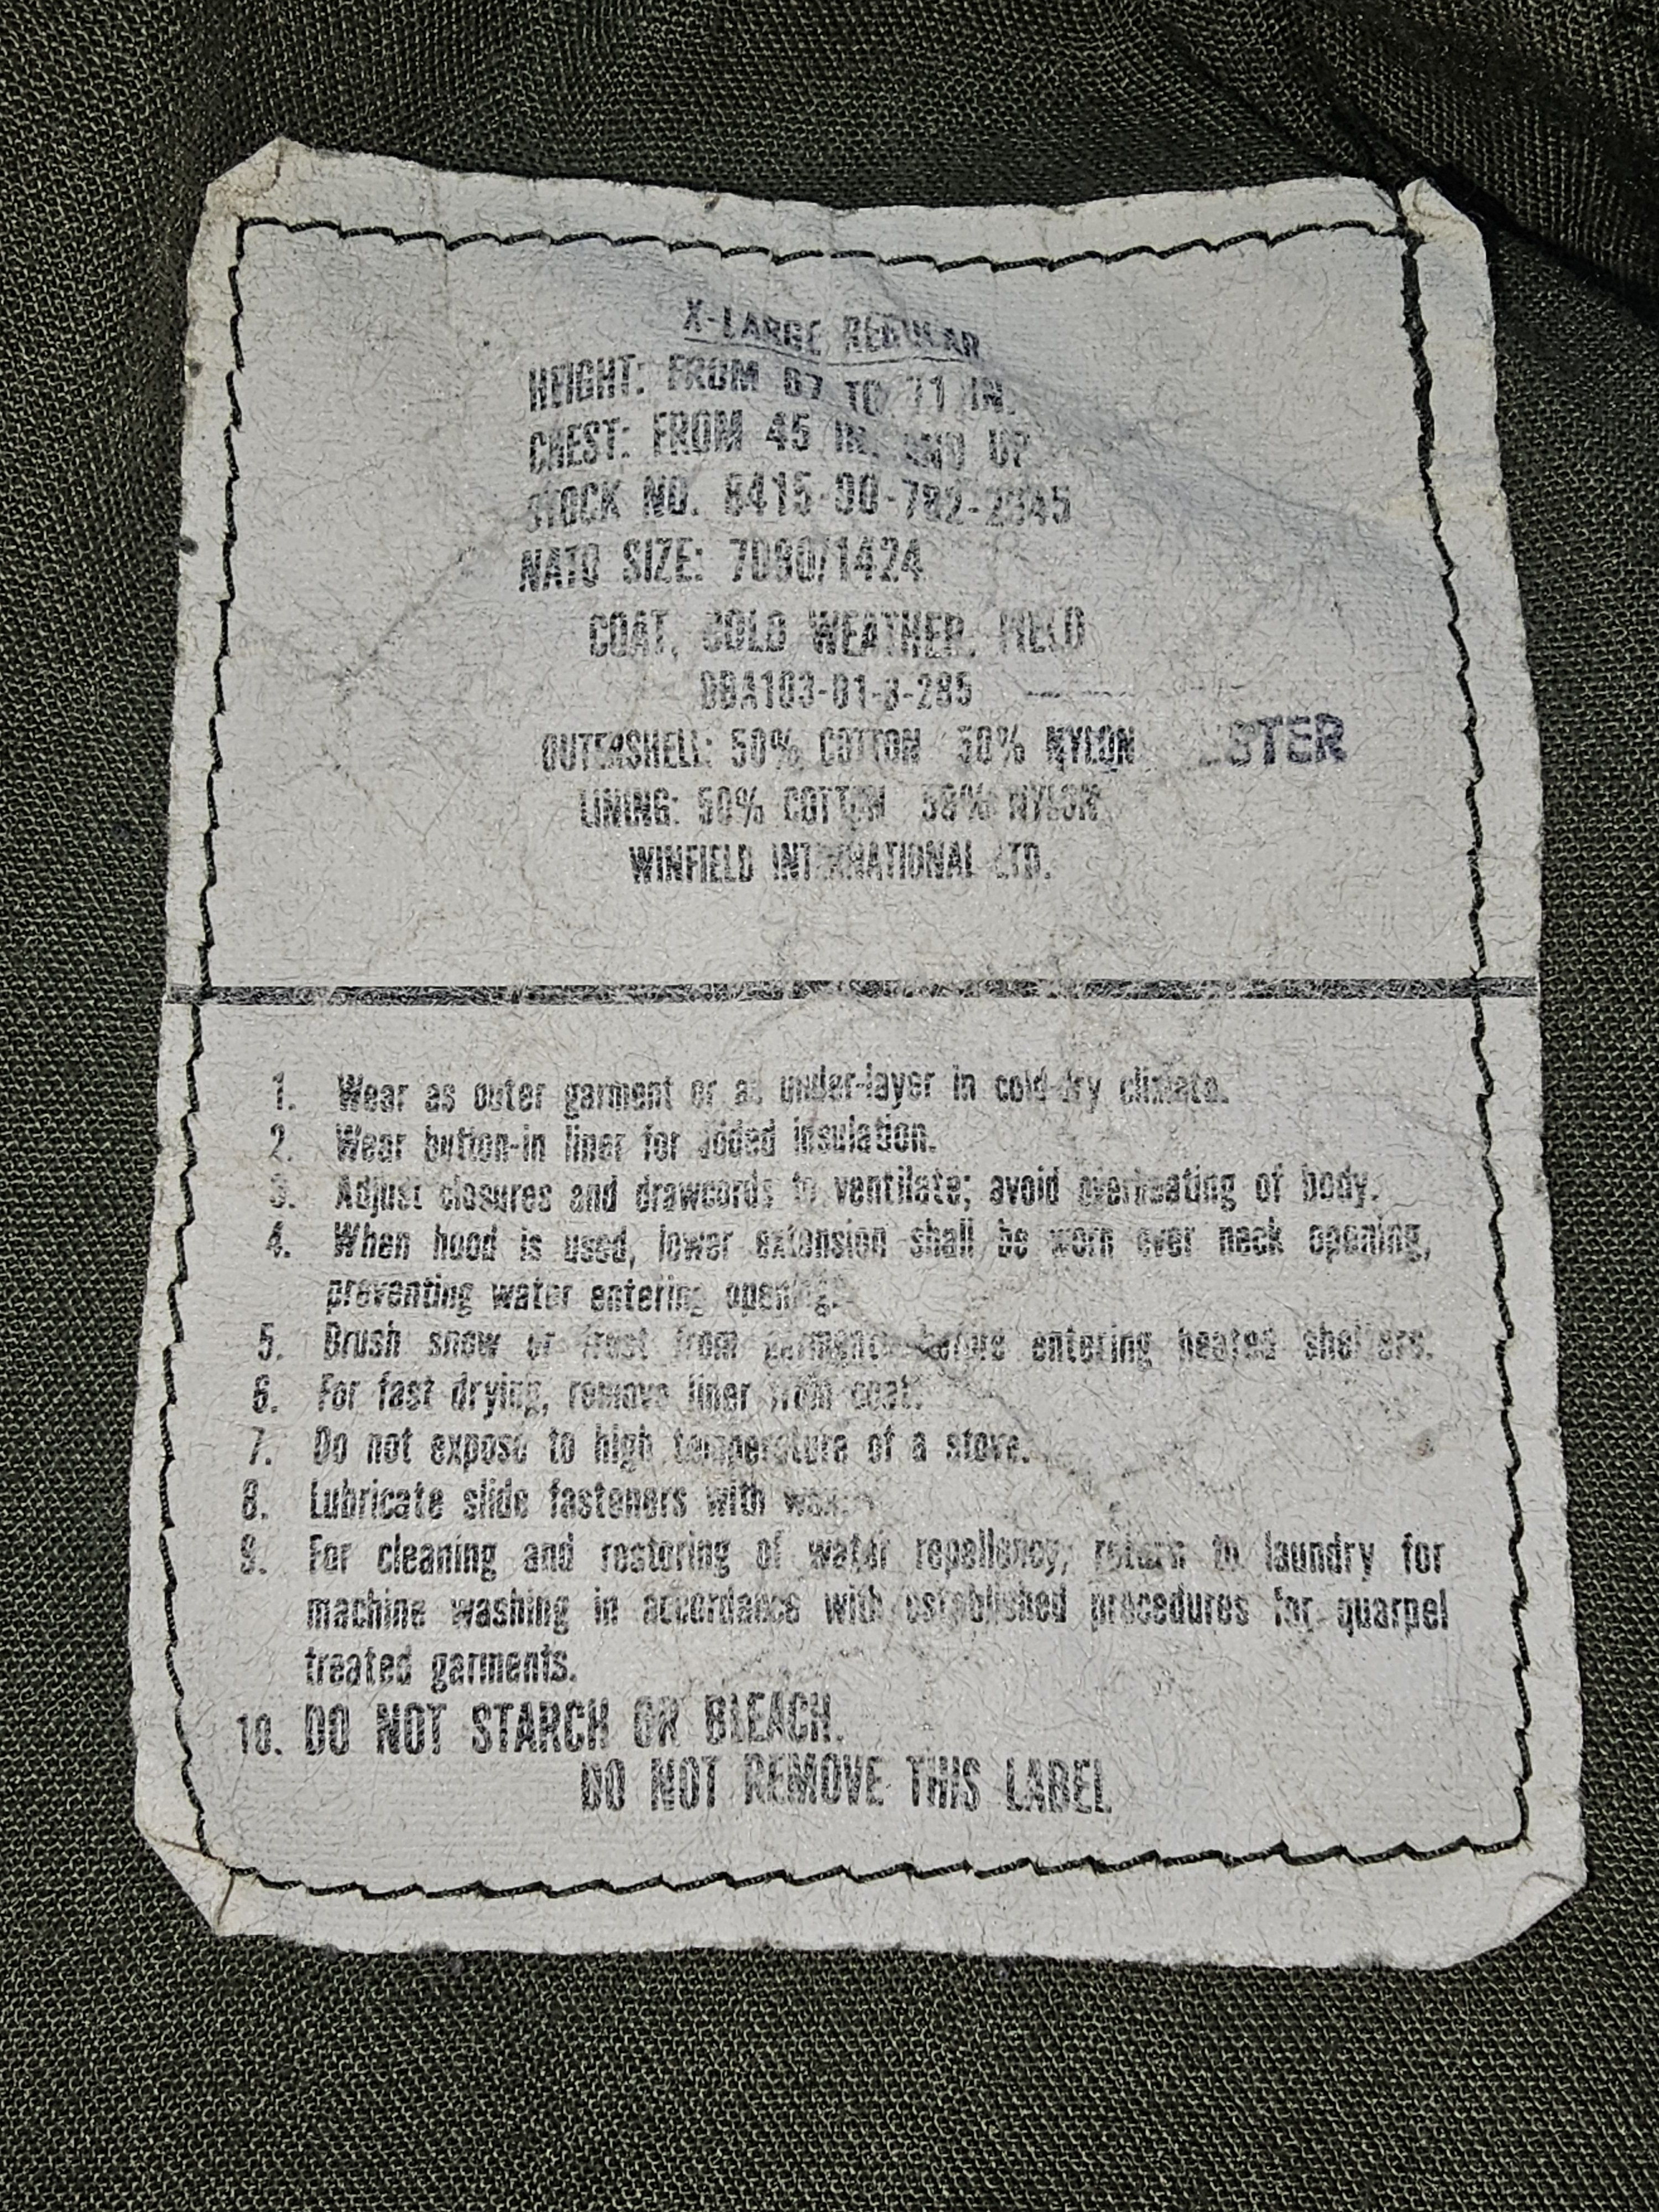 X-LARGE REGULAR
HEIGHT: FROM 67 TO 71 IN.
CHEST: FROM 45 IN. AND UP
STOCK NO. 8415-00-782-2945
NATO SIZE: 7080/1424
COAT, COLD WEATHER, FIELD
OUTERSHELL: 50% COTTON 50% NYLON
LINING: 50% COTTON 50% NYLON
WINFIELD INTERNATIONAL LTD.
1. Wear as outer garment or as under-layer in cold-dry climate.
2. Wear button-in liner for added insulation.
3. Adjust closures and drawcords to ventilate; avoid overheating of body.
4. When hood is used, lower extension shall be worn over neck opening,
preventing water entering opening.
5. Brush snow or frost from garments before entering heated shelters.
6. For fast drying, remove liner from coat.
7. Do not expose to high temperature of a stove.
8. Lubricate slide fasteners with wax.
9. For cleaning and restoring of water repellency, return to laundry for
machine washing in accordance with established procedures for quarpel
treated garments.
10. DO NOT STARCH OR BLEACH.
DO NOT REMOVE THIS LABEL